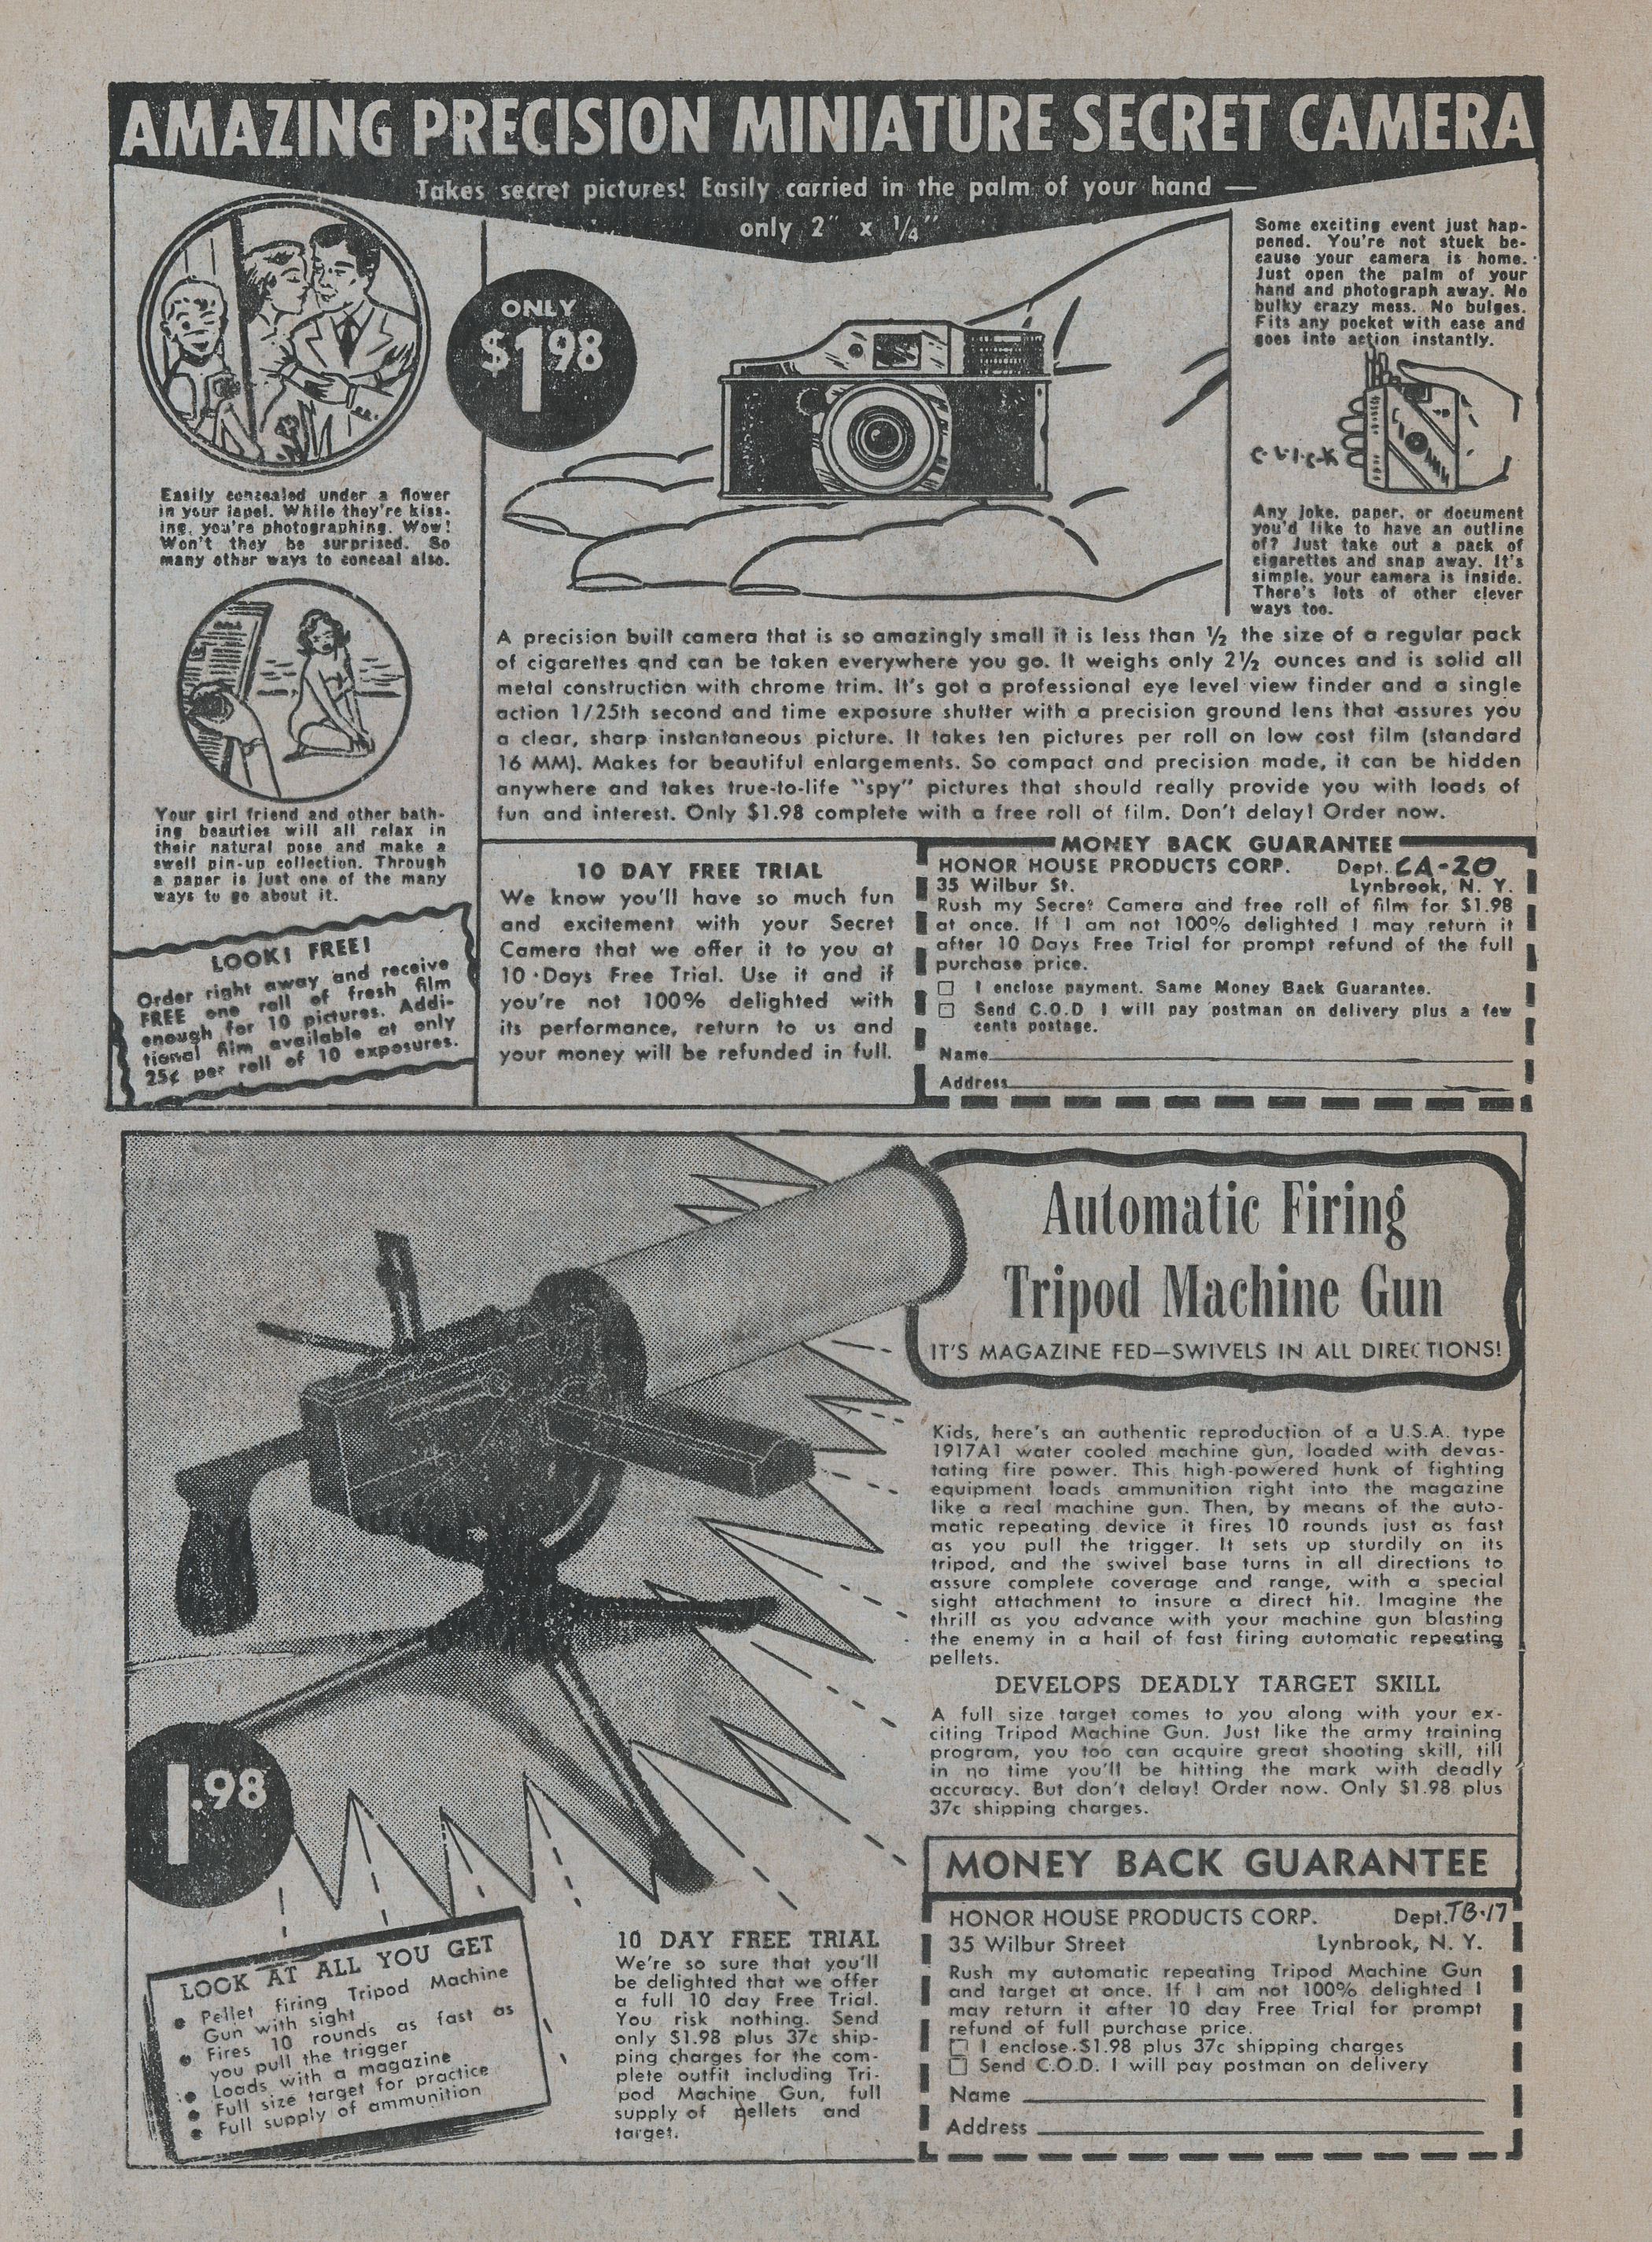 AMAZING PRECISION MINIATURE SECRET CAMERA
Takes secret pictures! Easily carried in the palm of your hand —
only 2" x 1/4"
ONLY
$1.98
Easily concealed under a flower
in your lapel. While they're kiss-
ing, you're photographing. Wow!
Won't they be surprised. So
many other ways to conceal also.
Your girl friend and other bath-
ing beauties will all relax in
their natural pose and make a
swell pin-up collection. Through
a paper is just one of the many
ways to go about it.
LOOK! FREE!
Order right away and receive
FREE one roll of fresh film
enough for 10 pictures. Addi-
tional film available at only
25¢ per roll of 10 exposures.
Some exciting event just hap-
pened. You're not stuck be-
cause your camera is home.
Just open the palm of your
hand and photograph away. No
bulky crazy mess. No bulges.
Fits any pocket with ease and
goes into action instantly.
CLICK
Any joke, paper, or document
you'd like to have an outline
of? Just take out a pack of
cigarettes and snap away. It's
simple, your camera is inside.
There's lots of other clever
ways too.
A precision built camera that is so amazingly small it is less than 1/2 the size of a regular pack
of cigarettes and can be taken everywhere you go. It weighs only 2 1/2 ounces and is solid all
metal construction with chrome trim. It's got a professional eye level view finder and a single
action 1/25th second and time exposure shutter with a precision ground lens that assures you
a clear, sharp instantaneous picture. It takes ten pictures per roll on low cost film (standard
16 MM). Makes for beautiful enlargements. So compact and precision made, it can be hidden
anywhere and takes true-to-life "spy" pictures that should really provide you with loads of
fun and interest. Only $1.98 complete with a free roll of film. Don't delay! Order now.
10 DAY FREE TRIAL
We know you'll have so much fun
and excitement with your Secret
Camera that we offer it to you at
10 Days Free Trial. Use it and if
you're not 100% delighted with
its performance, return to us and
your money will be refunded in full.
MONEY BACK GUARANTEE
HONOR HOUSE PRODUCTS CORP. Dept. CA-20
35 Wilbur St. Lynbrook, N. Y.
Rush my Secret Camera and free roll of film for $1.98
at once. If I am not 100% delighted I may return it
after 10 Days Free Trial for prompt refund of the full
purchase price.
☐ I enclose payment. Same Money Back Guarantee.
☐ Send C.O.D I will pay postman on delivery plus a few
cents postage.
Name
Address
Automatic Firing
Tripod Machine Gun
IT'S MAGAZINE FED—SWIVELS IN ALL DIRECTIONS!
Kids, here's an authentic reproduction of a U.S.A. type
1917A1 water cooled machine gun, loaded with devas-
tating fire power. This high-powered hunk of fighting
equipment loads ammunition right into the magazine
like a real machine gun. Then, by means of the auto-
matic repeating device it fires 10 rounds just as fast
as you pull the trigger. It sets up sturdily on its
tripod, and the swivel base turns in all directions to
assure complete coverage and range, with a special
sight attachment to insure a direct hit. Imagine the
thrill as you advance with your machine gun blasting
the enemy in a hail of fast firing automatic repeating
pellets.
DEVELOPS DEADLY TARGET SKILL
A full size target comes to you along with your ex-
citing Tripod Machine Gun. Just like the army training
program, you too can acquire great shooting skill, till
in no time you'll be hitting the mark with deadly
accuracy. But don't delay! Order now. Only $1.98 plus
37c shipping charges.
1.98
LOOK AT ALL YOU GET
● Pellet firing Tripod Machine
Gun with sight
● Fires 10 rounds as fast as
you pull the trigger
● Loads with a magazine
● Full size target for practice
● Full supply of ammunition
10 DAY FREE TRIAL
We're so sure that you'll
be delighted that we offer
a full 10 day Free Trial.
You risk nothing. Send
only $1.98 plus 37c ship-
ping charges for the com-
plete outfit including Tri-
pod Machine Gun, full
supply of pellets and
target.
MONEY BACK GUARANTEE
HONOR HOUSE PRODUCTS CORP. Dept. TB-17
35 Wilbur Street Lynbrook, N. Y.
Rush my automatic repeating Tripod Machine Gun
and target at once. If I am not 100% delighted I
may return it after 10 day Free Trial for prompt
refund of full purchase price.
☐ I enclose $1.98 plus 37c shipping charges
☐ Send C.O.D. I will pay postman on delivery
Name
Address